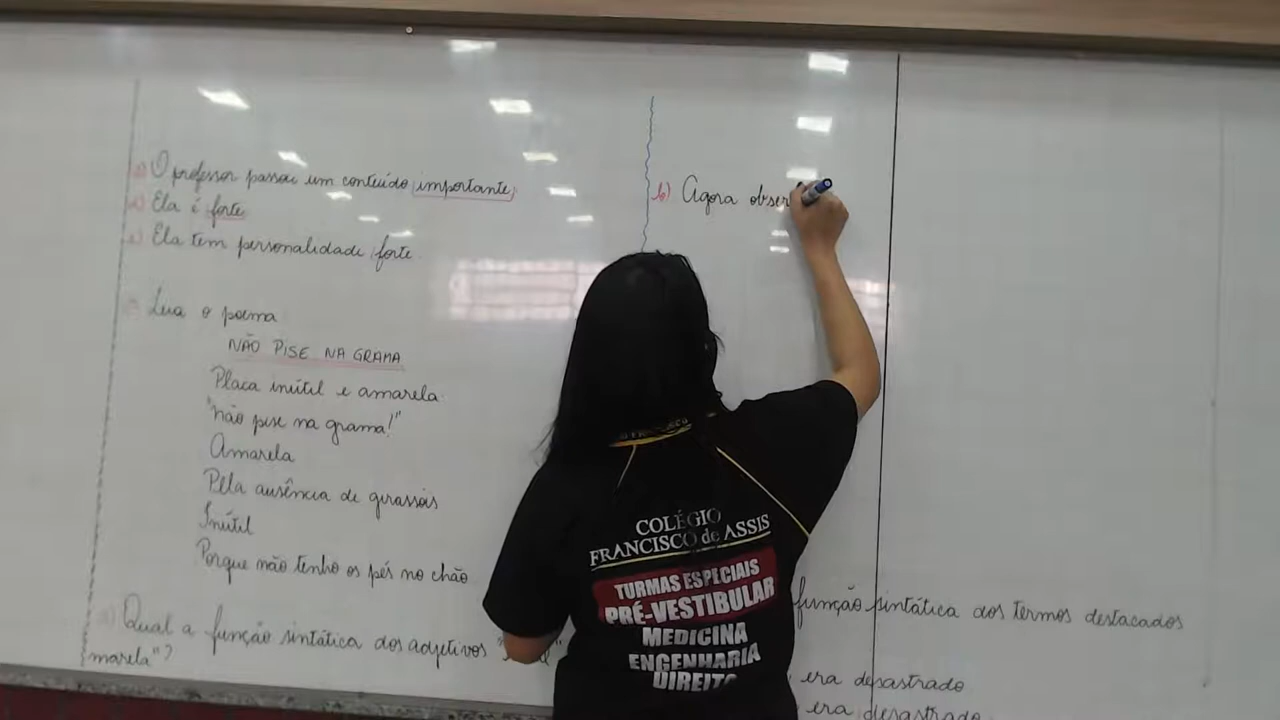 O professor passou um conteúdo importante,
Ela é forte
Ela tem personalidade forte.
Leia o poema
NÃO PISE NA GRAMA
Placa inútil e amarela.
"não pise na grama!"
Amarela
Pela ausência de girassóis
Inútil
Porque não tenho os pés no chão
a) Qual a função sintática dos adjetivos "
marela"?
b) Agora obser
função sintática dos termos destacados
era desastrado
era desastrado
COLÉGIO
FRANCISCO de ASSIS
TURMAS ESPECIAIS
PRÉ-VESTIBULAR
MEDICINA
ENGENHARIA
DIREITO